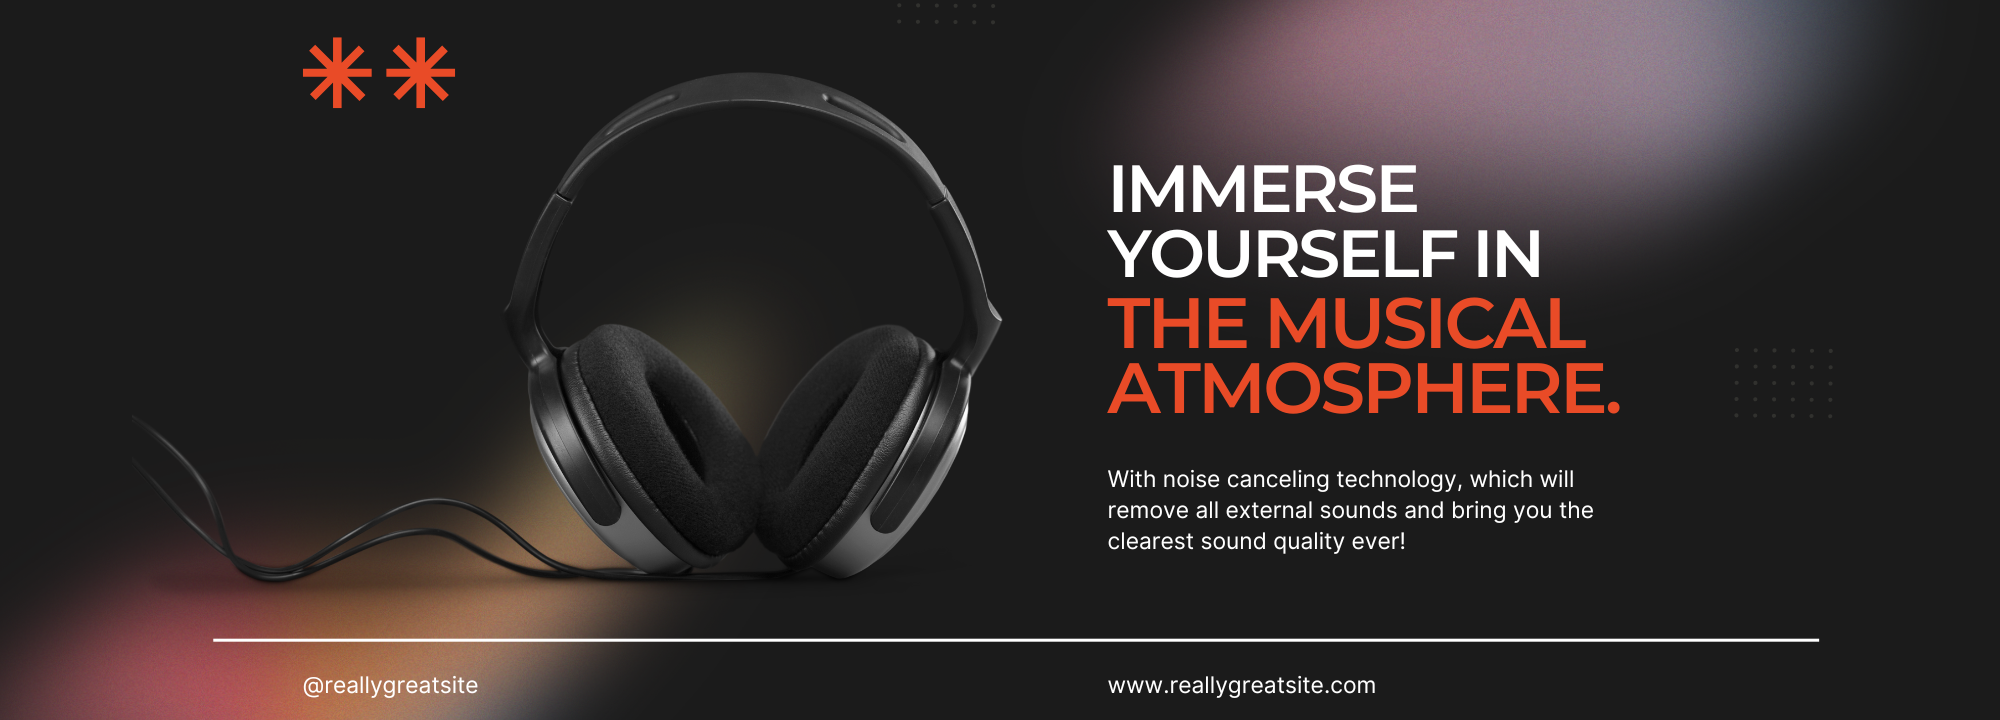 IMMERSE
YOURSELF IN
THE MUSICAL
ATMOSPHERE.
With noise canceling technology, which will
remove all external sounds and bring you the
clearest sound quality ever!
@reallygreatsite
www.reallygreatsite.com